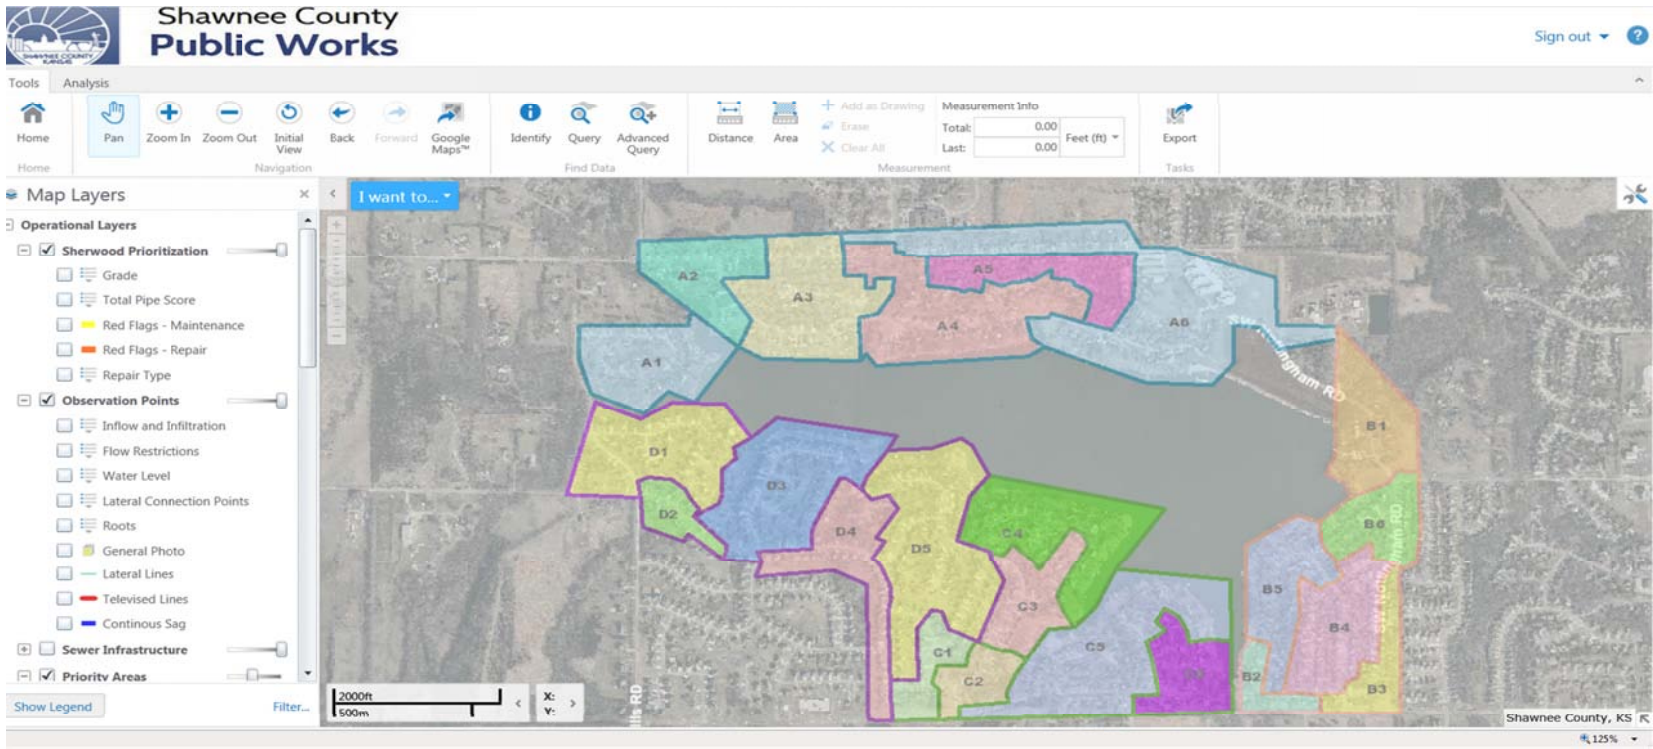 Shawnee County
Public Works
SHAWNEE COUNTY
KANSAS
Sign out
?
Tools Analysis
Home Pan Zoom In Zoom Out Initial View Back Forward Google Maps™ Identify Query Advanced Query Distance Area
+ Add as Drawing
Erase
Clear All
Measurement Info
Total: 0.00
Last: 0.00
Feet (ft)
Export
Home Navigation Find Data Measurement Tasks
Map Layers
Operational Layers
Sherwood Prioritization
Grade
Total Pipe Score
Red Flags - Maintenance
Red Flags - Repair
Repair Type
Observation Points
Inflow and Infiltration
Flow Restrictions
Water Level
Lateral Connection Points
Roots
General Photo
Lateral Lines
Televised Lines
Continous Sag
Sewer Infrastructure
Priority Areas
Show Legend Filter...
I want to...
A2
A5
A3
A4
A6
A1
B1
D1
D3
D2
D4
D5
C4
B6
B5
C3
B4
C1
C5
C2
B2
B3
2000ft
500m
X:
Y:
Shawnee County, KS
125%